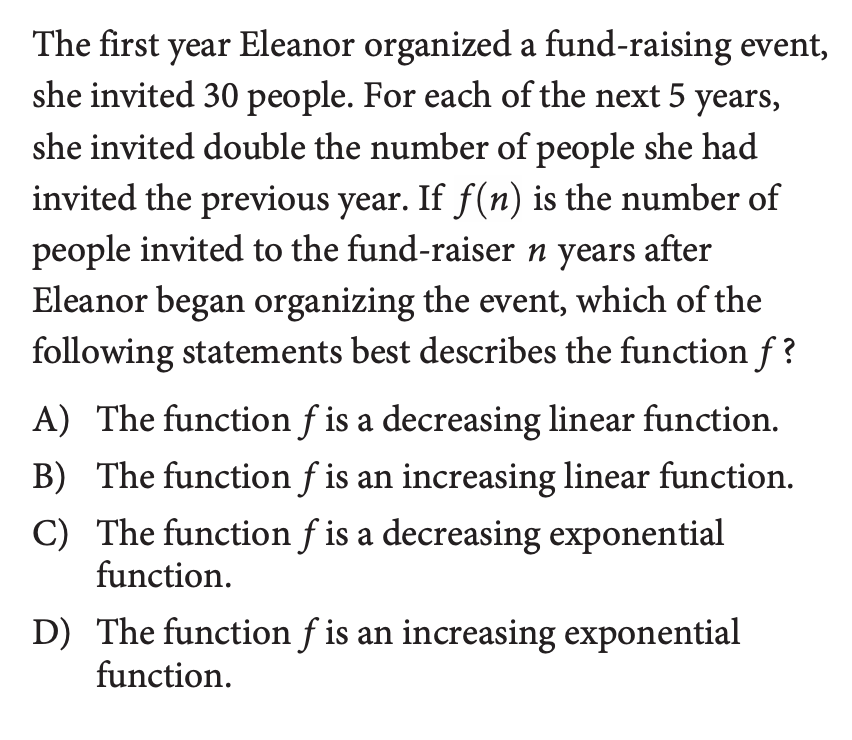 The first year Eleanor organized a fund-raising event,
she invited 30 people. For each of the next 5 years,
she invited double the number of people she had
invited the previous year. If f(n) is the number of
people invited to the fund-raiser n years after
Eleanor began organizing the event, which of the
following statements best describes the function f ?
A) The function f is a decreasing linear function.
B) The function f is an increasing linear function.
C) The function f is a decreasing exponential
function.
D) The function f is an increasing exponential
function.